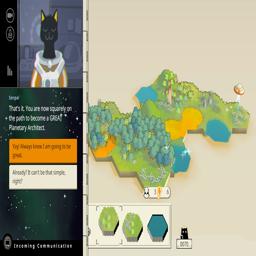 Senpai
That's it. You are now squarely on
the path to become a GREAT
Planetary Architect.
Yay! Always knew I am going to be
great.
Already? It can't be that simple,
right?
Incoming Communication